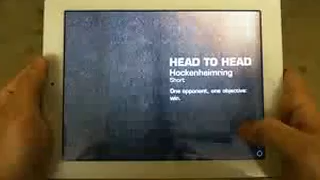 HEAD TO HEAD
Hockenheimring
Short
One opponent, one objective:
win.